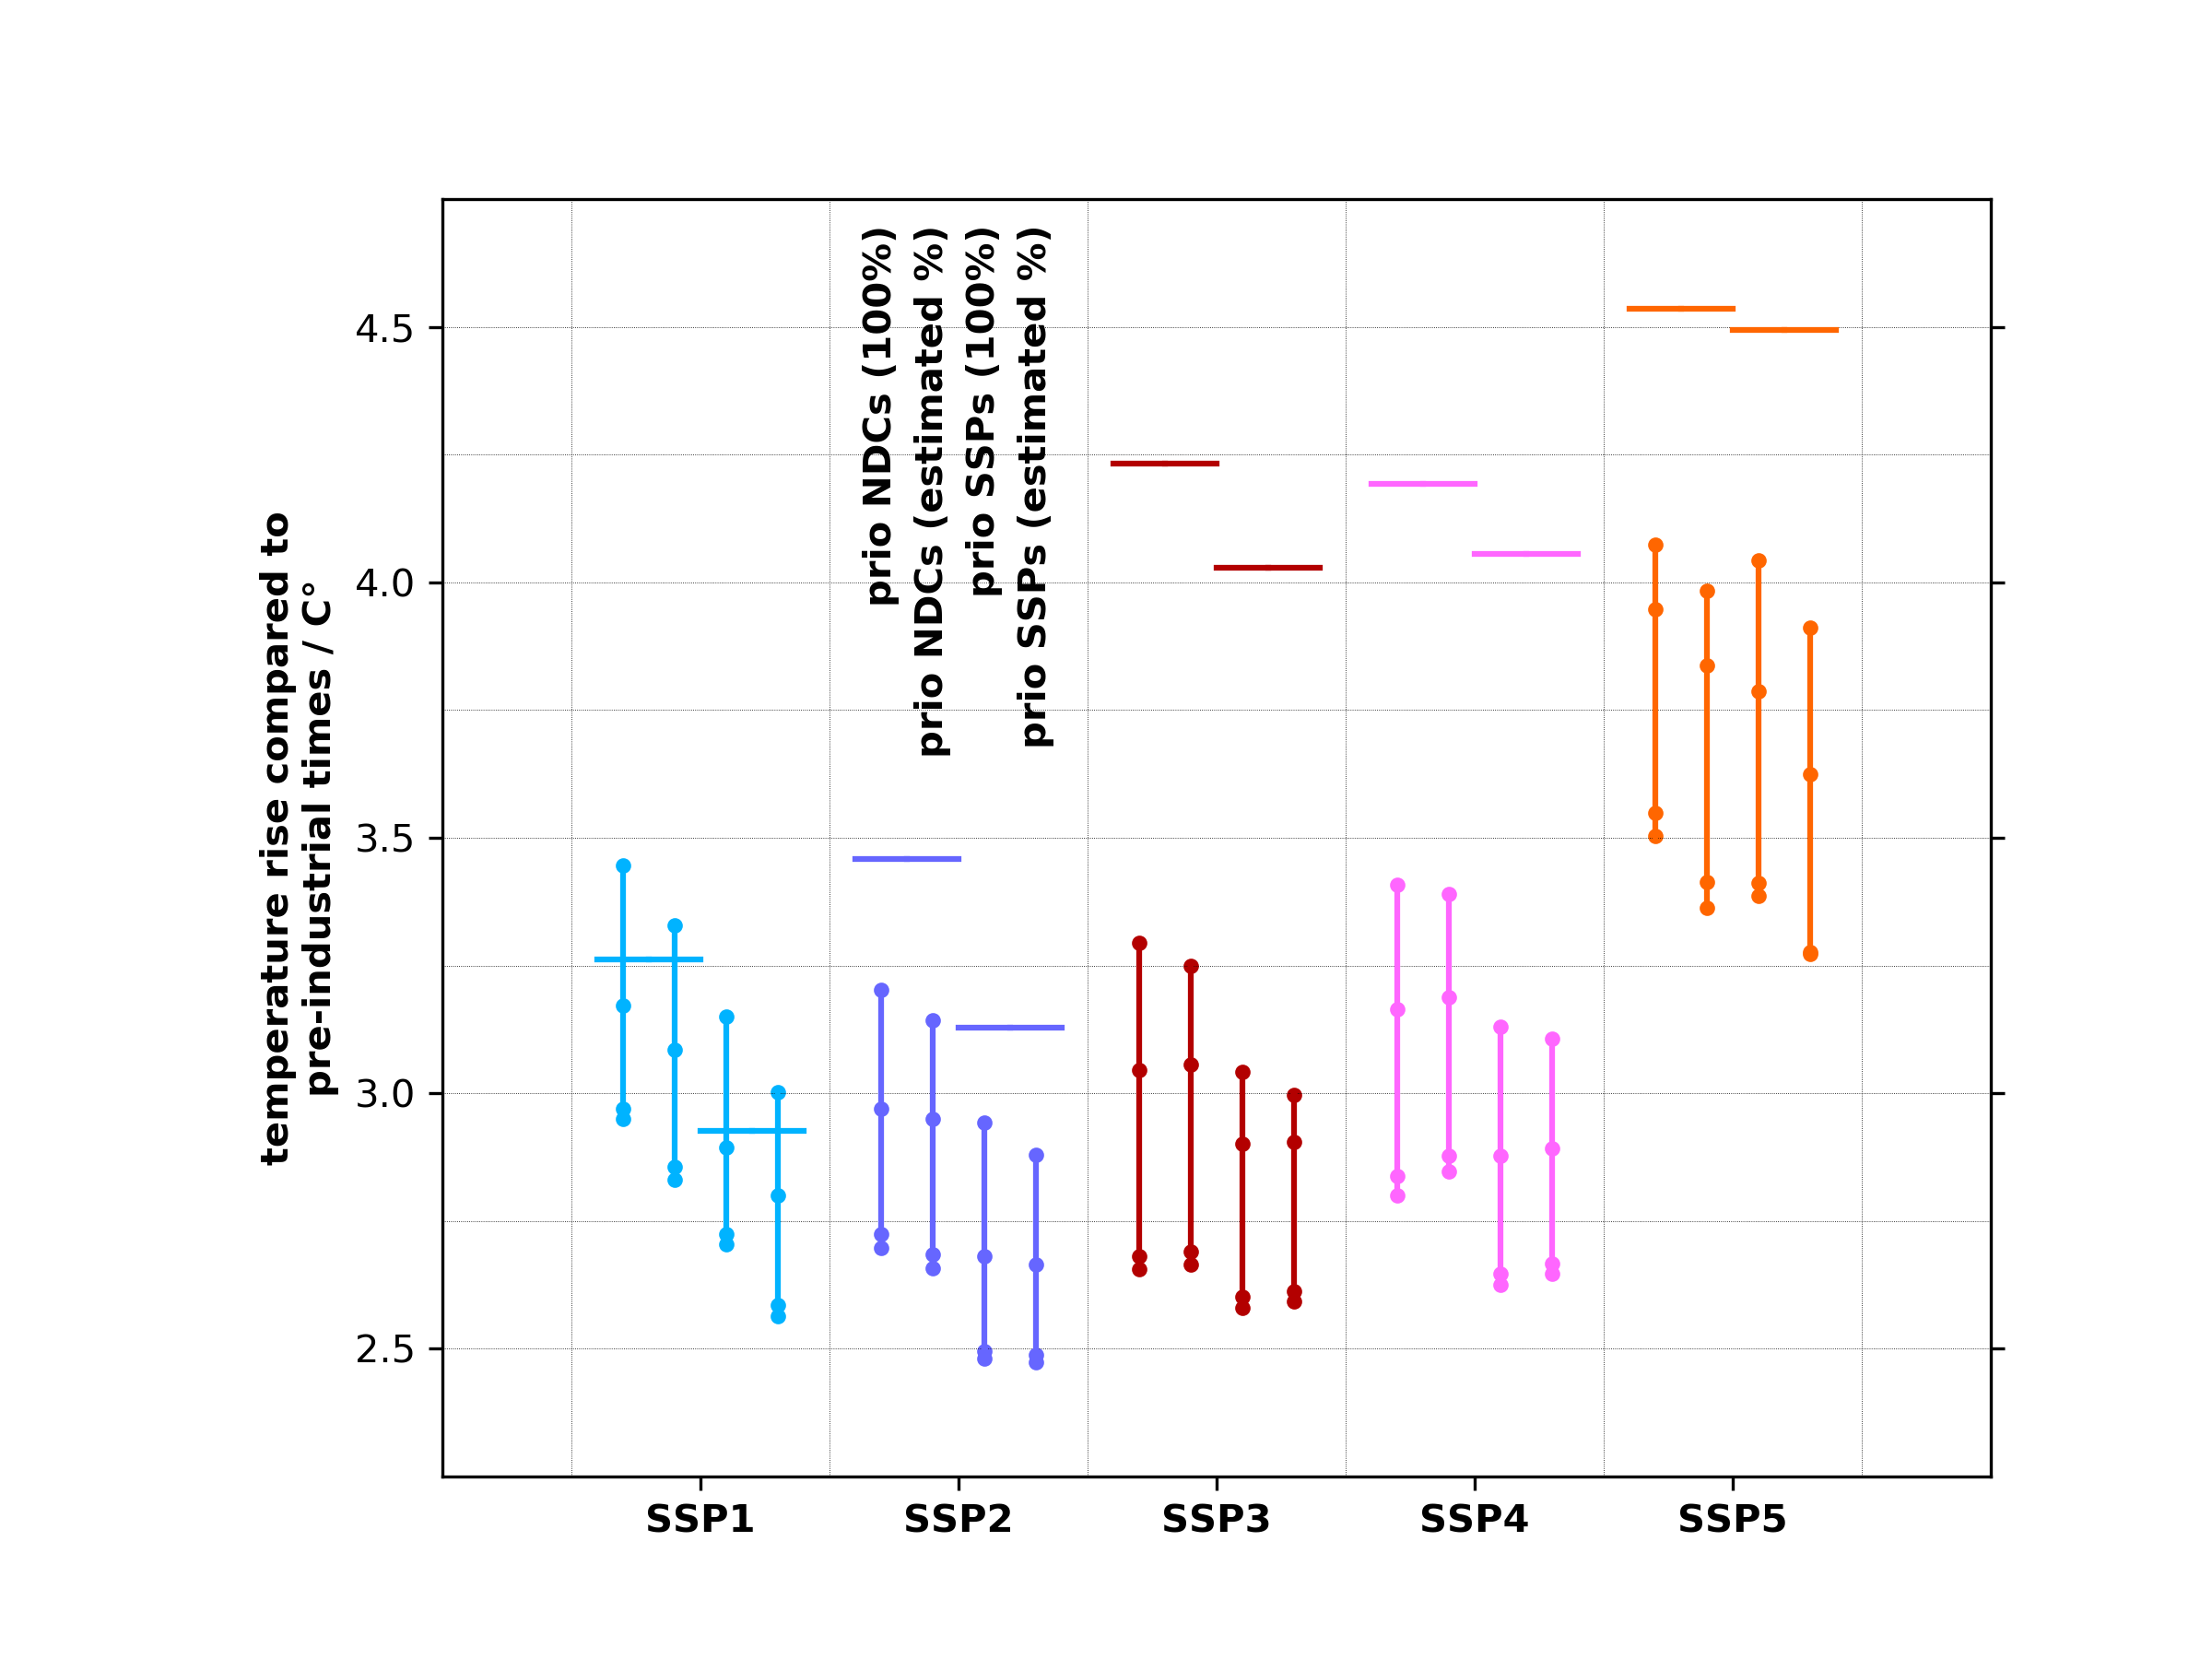 temperature rise compared to
pre-industrial times / C°
4.5
4.0
3.5
3.0
2.5
prio NDCs (100%)
prio NDCs (estimated %)
prio SSPs (100%)
prio SSPs (estimated %)
SSP1
SSP2
SSP3
SSP4
SSP5